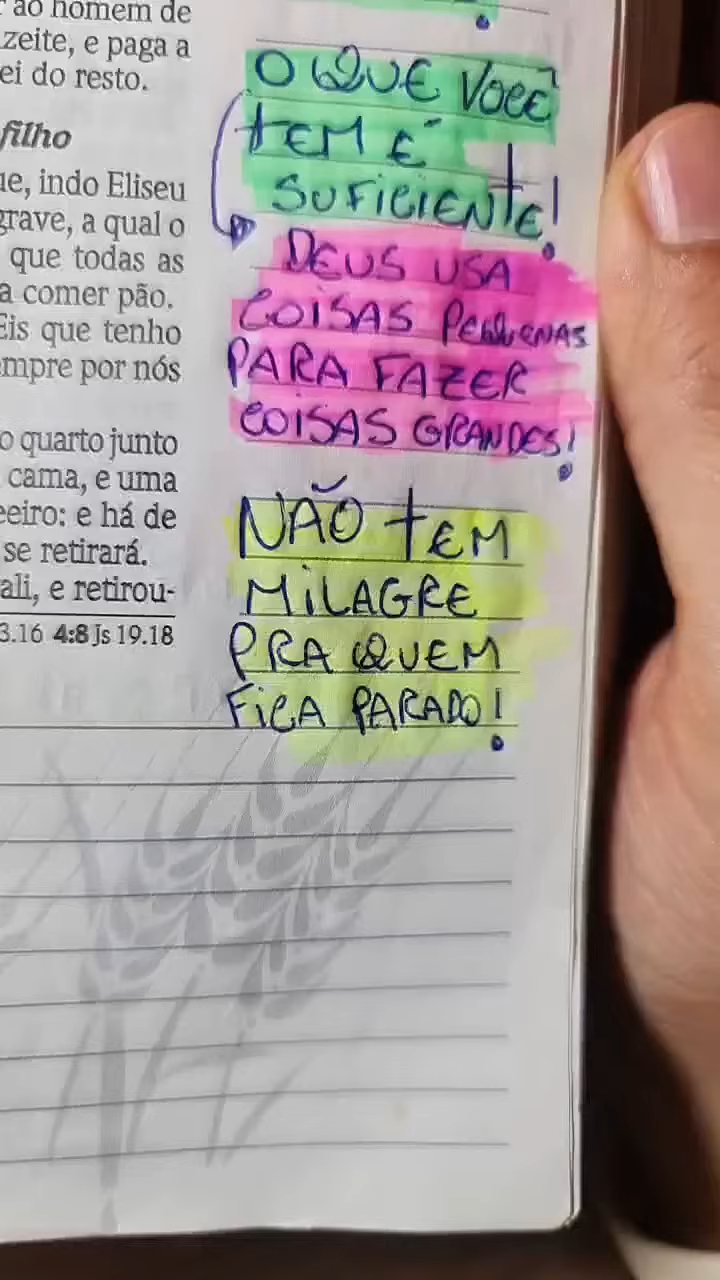 ao homem de
zeite, e paga a
ei do resto.
filho
ue, indo Eliseu
grave, a qual o
que todas as
a comer pão.
Eis que tenho
empre por nós
o quarto junto
cama, e uma
eeiro: e há de
se retirará.
ali, e retirou-
3.16 4:8 Js 19.18
O QUE VOCÊ
TEM É
SUFICIENTE!
DEUS USA
COISAS PEQUENAS
PARA FAZER
COISAS GRANDES!
NÃO TEM
MILAGRE
PRA QUEM
FICA PARADO!